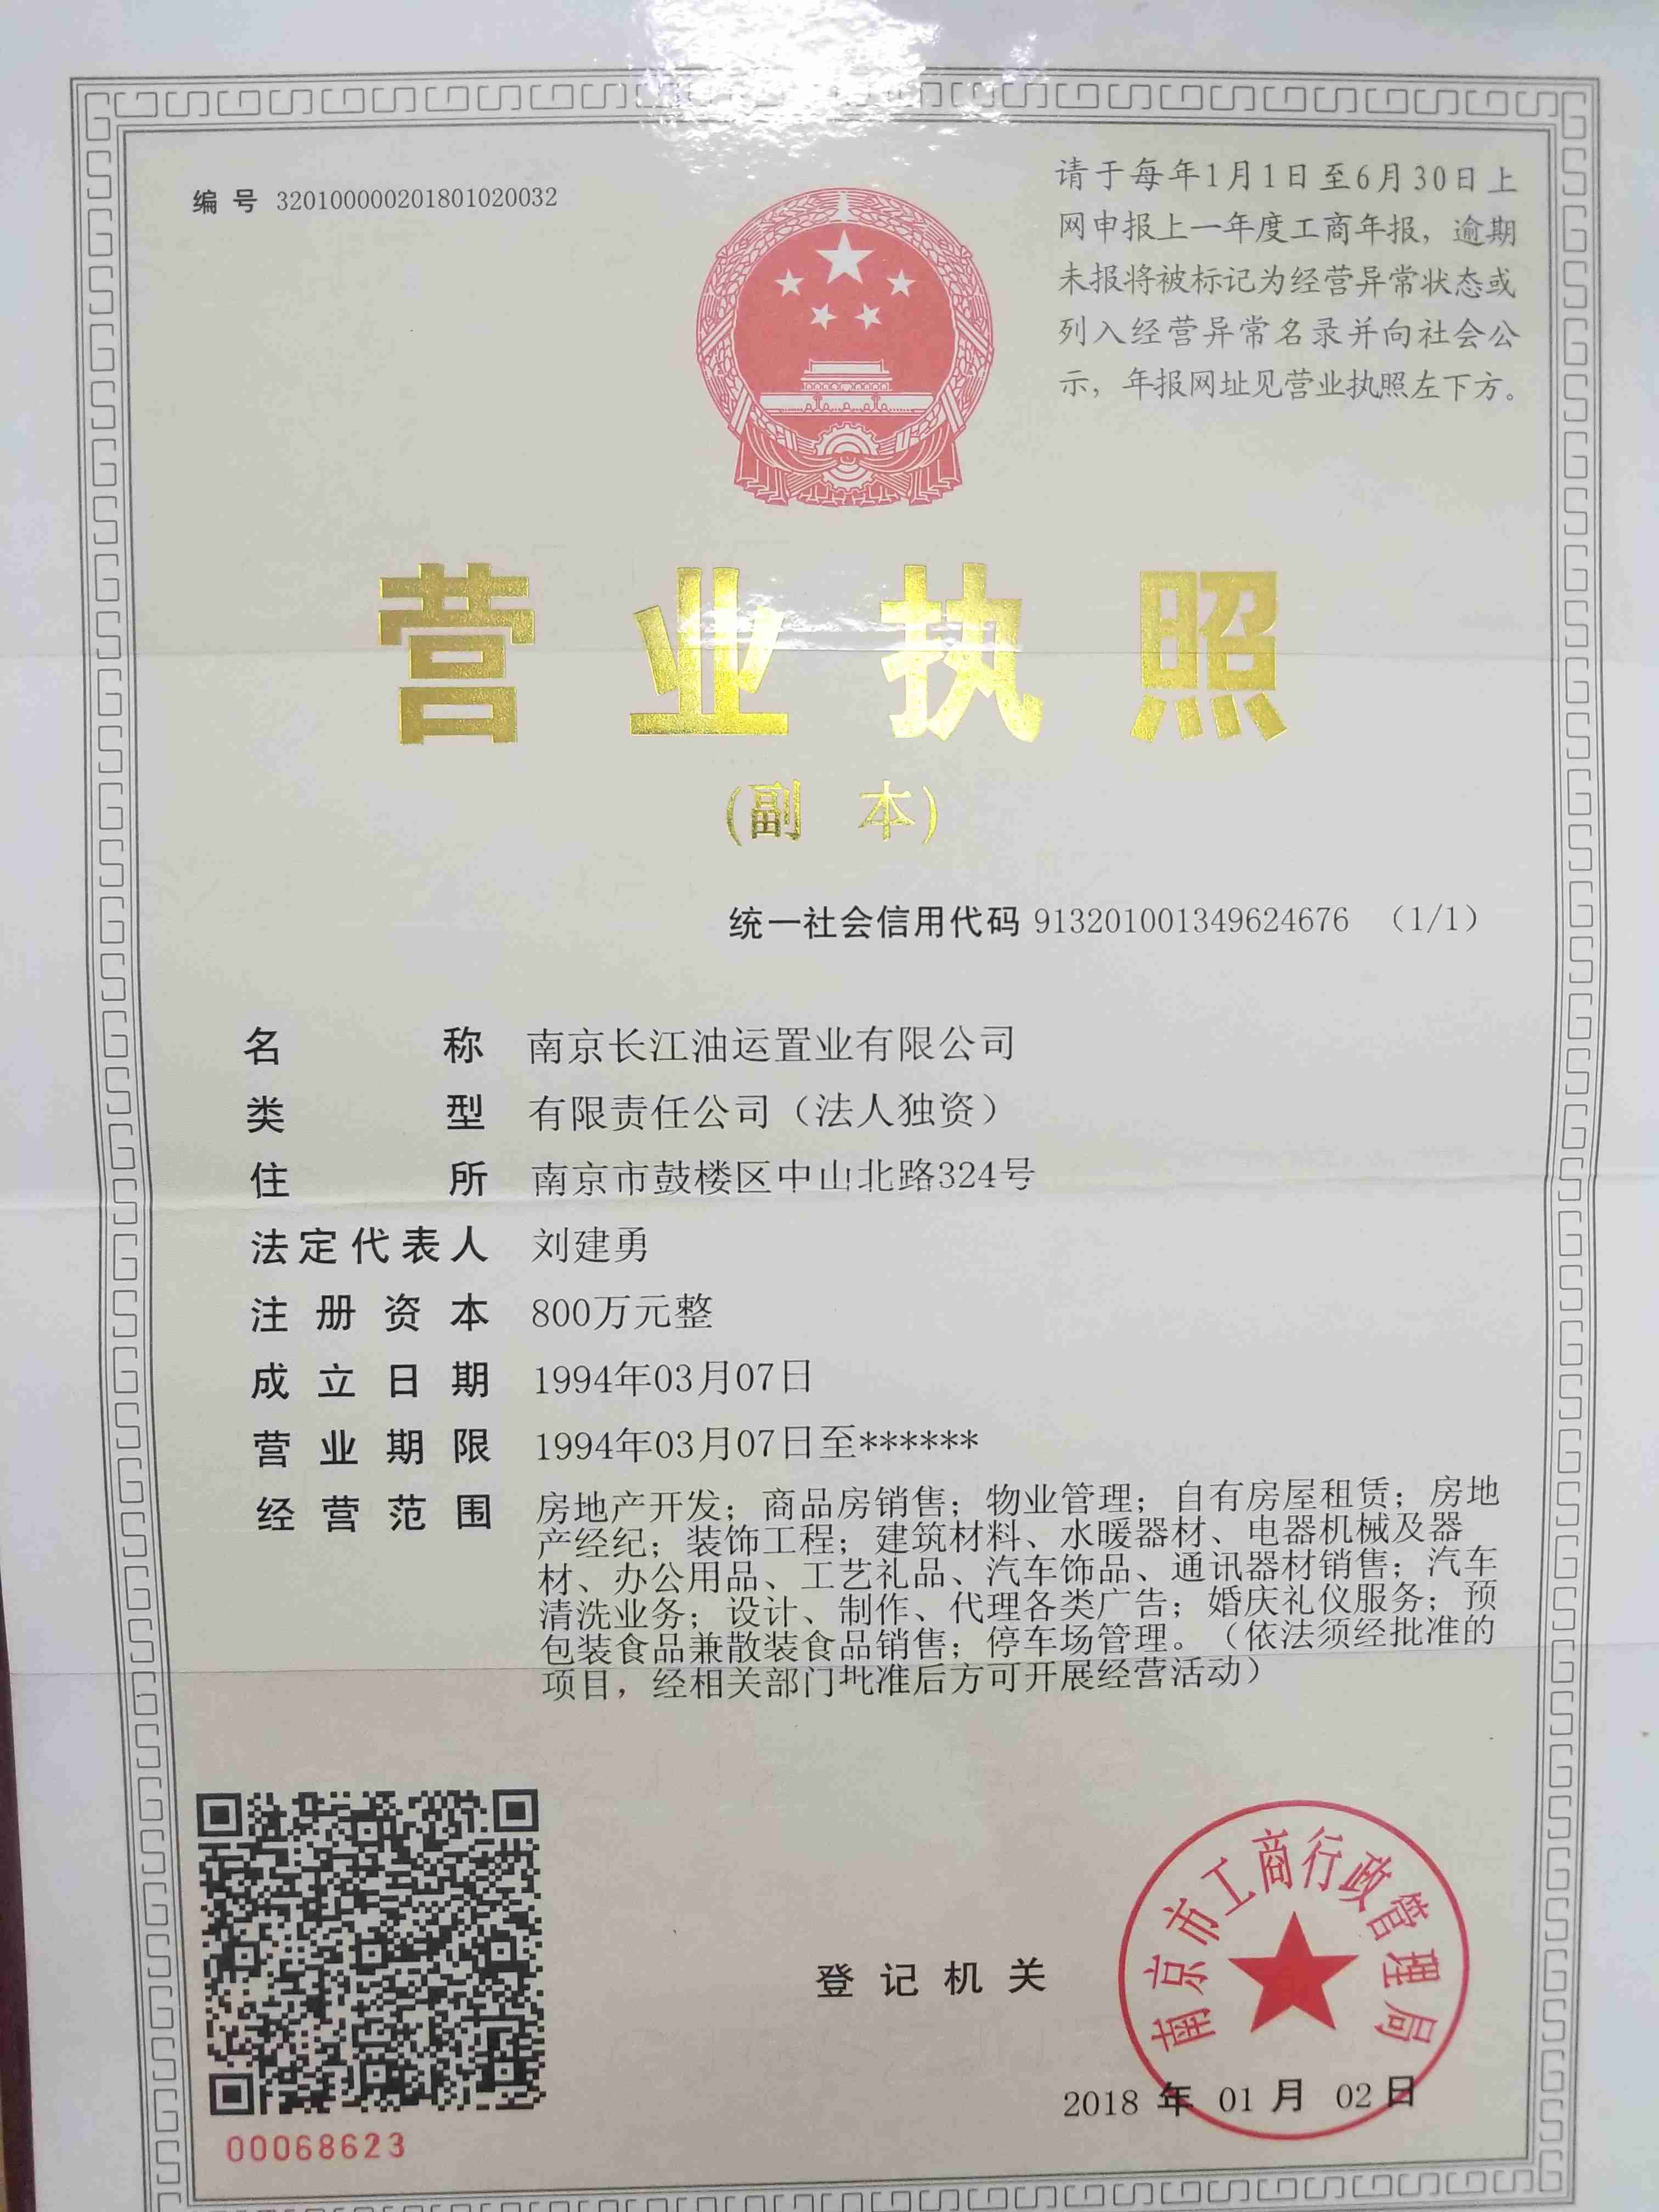 编号 320100000201801020032
请于每年1月1日至6月30日上
网申报上一年度工商年报，逾期
未报将被标记为经营异常状态或
列入经营异常名录并向社会公
示，年报网址见营业执照左下方。
营业执照
(副 本)
统一社会信用代码 913201001349624676 （1/1）
名称 南京长江油运置业有限公司
类型 有限责任公司（法人独资）
住所 南京市鼓楼区中山北路324号
法定代表人 刘建勇
注册资本 800万元整
成立日期 1994年03月07日
营业期限 1994年03月07日至******
经营范围 房地产开发；商品房销售；物业管理；自有房屋租赁；房地
产经纪；装饰工程；建筑材料、水暖器材、电器机械及器
材、办公用品、工艺礼品、汽车饰品、通讯器材销售；汽车
清洗业务；设计、制作、代理各类广告；婚庆礼仪服务；预
包装食品兼散装食品销售；停车场管理。（依法须经批准的
项目，经相关部门批准后方可开展经营活动）
南京市工商行政管理局
登记机关
2018 年 01 月 02 日
00068623